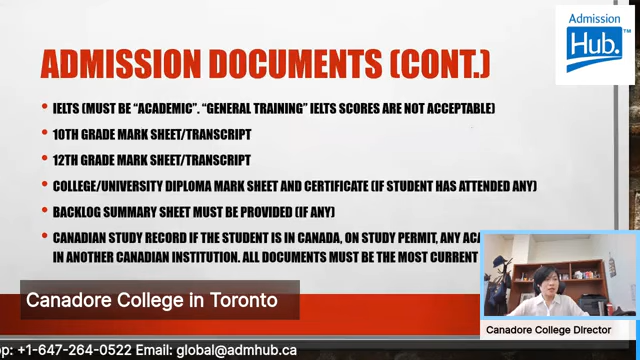 ADMISSION DOCUMENTS (CONT.)
Admission
Hub.™
• IELTS (MUST BE “ACADEMIC”. “GENERAL TRAINING” IELTS SCORES ARE NOT ACCEPTABLE)
• 10TH GRADE MARK SHEET/TRANSCRIPT
• 12TH GRADE MARK SHEET/TRANSCRIPT
• COLLEGE/UNIVERSITY DIPLOMA MARK SHEET AND CERTIFICATE (IF STUDENT HAS ATTENDED ANY)
• BACKLOG SUMMARY SHEET MUST BE PROVIDED (IF ANY)
• CANADIAN STUDY RECORD IF THE STUDENT IS IN CANADA, ON STUDY PERMIT, ANY
IN ANOTHER CANADIAN INSTITUTION. ALL DOCUMENTS MUST BE THE MOST CURRENT
Canadore College in Toronto
Canadore College Director
p: +1-647-264-0522 Email: global@admhub.ca